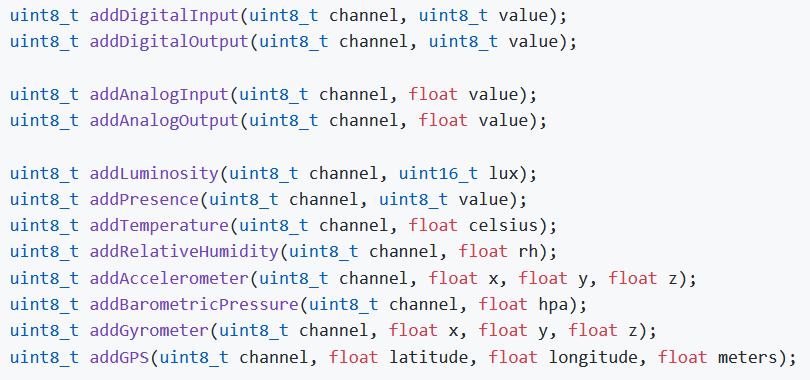 uint8_t addDigitalInput(uint8_t channel, uint8_t value);
uint8_t addDigitalOutput(uint8_t channel, uint8_t value);
uint8_t addAnalogInput(uint8_t channel, float value);
uint8_t addAnalogOutput(uint8_t channel, float value);
uint8_t addLuminosity(uint8_t channel, uint16_t lux);
uint8_t addPresence(uint8_t channel, uint8_t value);
uint8_t addTemperature(uint8_t channel, float celsius);
uint8_t addRelativeHumidity(uint8_t channel, float rh);
uint8_t addAccelerometer(uint8_t channel, float x, float y, float z);
uint8_t addBarometricPressure(uint8_t channel, float hpa);
uint8_t addGyrometer(uint8_t channel, float x, float y, float z);
uint8_t addGPS(uint8_t channel, float latitude, float longitude, float meters);